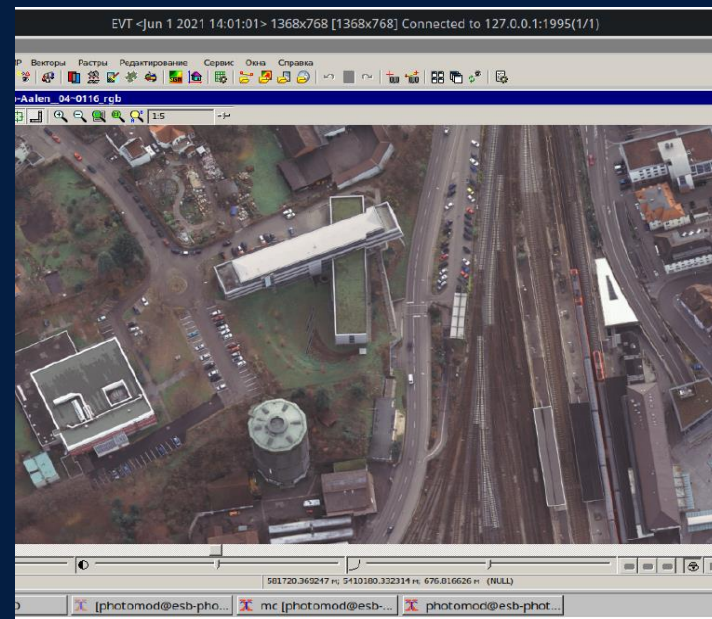 EVT <Jun 1 2021 14:01:01> 1368x768 [1368x768] Connected to 127.0.0.1:1995(1/1)
Векторы Растры Редактирование Сервис Окна Справка
-Aalen_04~0116_rgb
1:5
581720.369247 м; 5410180.332314 м; 676.816626 м (NULL)
[photomod@esb-pho... mc [photomod@esb-... photomod@esb-phot...